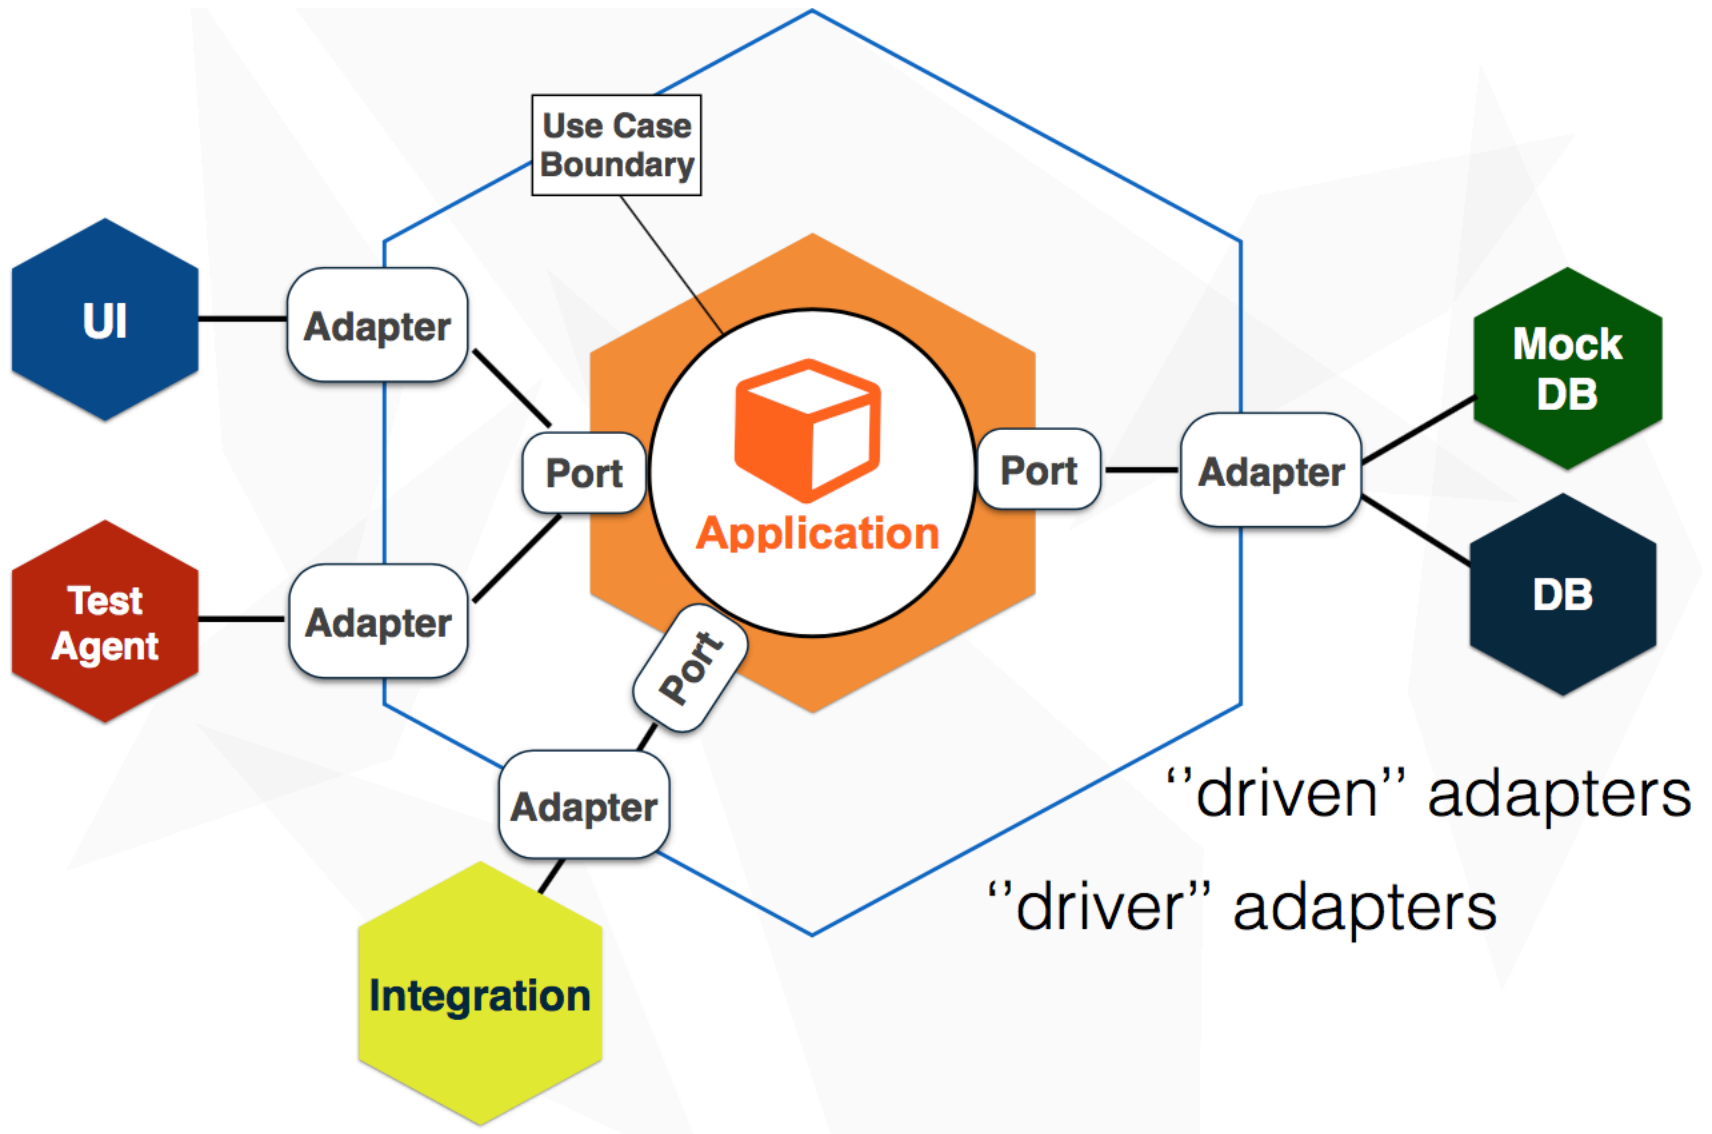 Use Case
Boundary
UI
Adapter
Mock
DB
Port
Port
Adapter
Application
Test
Agent
Adapter
DB
Port
Adapter
‘’driven’’ adapters
‘’driver’’ adapters
Integration